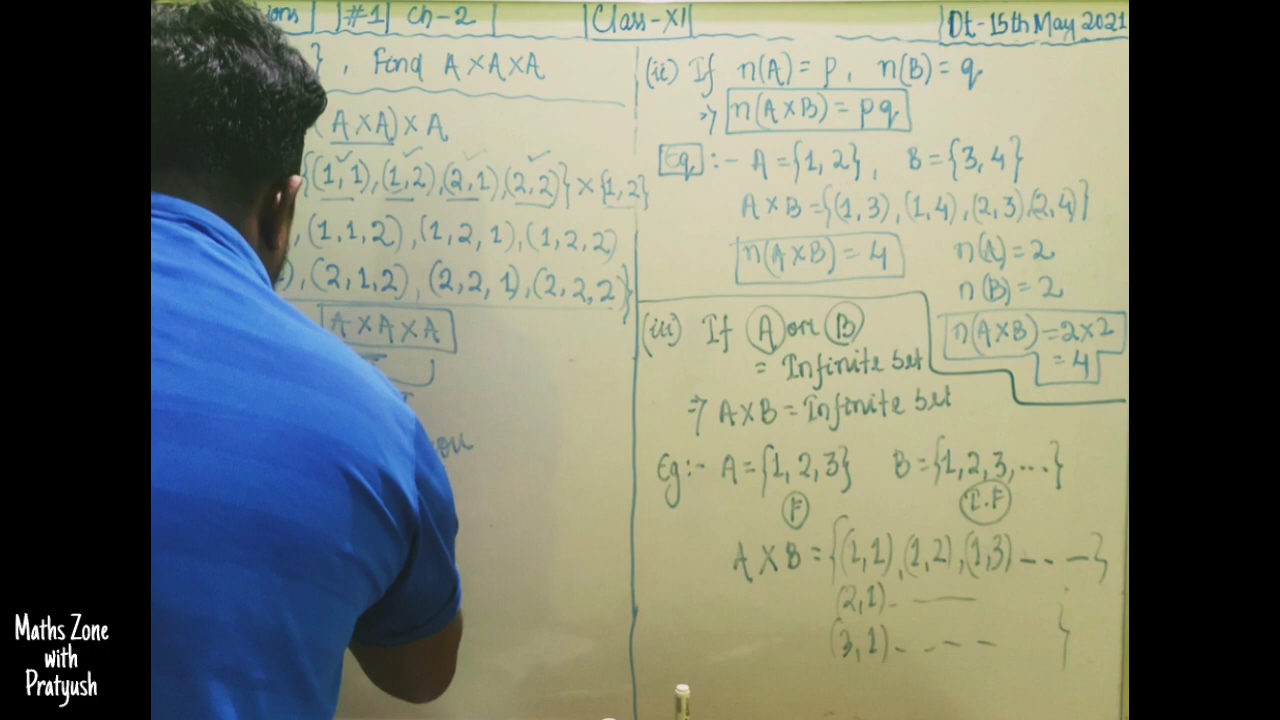 ions | #1 | Ch-2 | Class-XI | Dt-15th May 2021
}, Find A×A×A
(A×A)×A
{(1,1),(1,2),(2,1),(2,2)}×{1,2}
,(1,1,2),(1,2,1),(1,2,2)
),(2,1,2),(2,2,1),(2,2,2)}
A×A×A
(ii) If n(A)=p, n(B)=q
⇒ n(A×B)=pq
Eg :- A={1,2}, B={3,4}
A×B={(1,3),(1,4),(2,3),(2,4)}
n(A×B)=4
n(A)=2
n(B)=2
n(A×B)=2×2
=4
(iii) If A or B
= Infinite set
⇒ A×B = Infinite set
Eg:- A={1,2,3} B={1,2,3,....}
F I.F
A×B={(1,1),(1,2),(1,3)-----}
(2,1)- ——
(3,1)- - - - }
Maths Zone
with
Pratyush